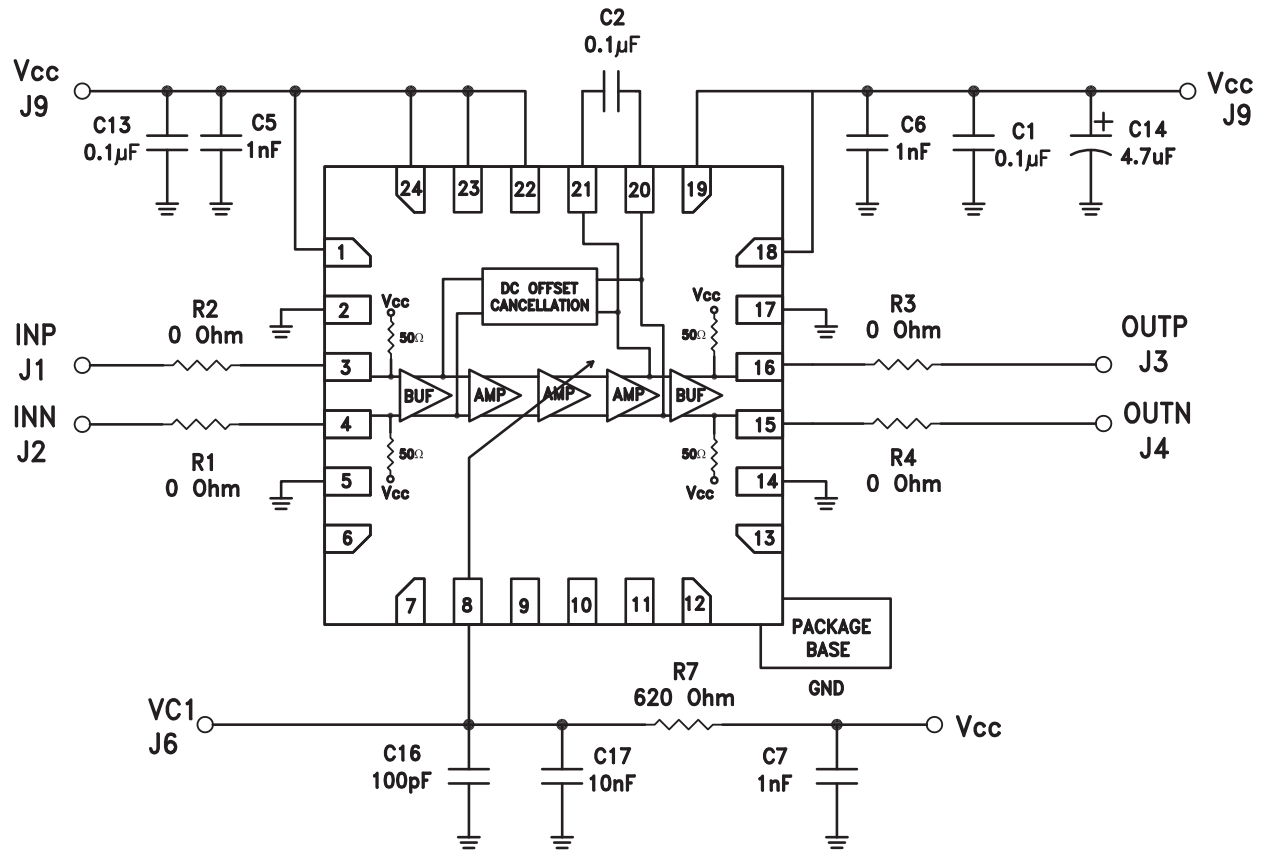 C2
0.1µF
Vcc
J9
C13
0.1µF
C5
1nF
C6
1nF
C1
0.1µF
C14
4.7uF
+
Vcc
J9
24
23
22
21
20
19
1
2
3
4
5
6
18
17
16
15
14
13
7
8
9
10
11
12
DC OFFSET
CANCELLATION
Vcc
50Ω
Vcc
50Ω
BUF
AMP
AMP
AMP
BUF
50Ω
Vcc
50Ω
Vcc
INP
J1
R2
0 Ohm
INN
J2
R1
0 Ohm
R3
0 Ohm
OUTP
J3
OUTN
J4
R4
0 Ohm
PACKAGE
BASE
GND
VC1
J6
R7
620 Ohm
Vcc
C16
100pF
C17
10nF
C7
1nF